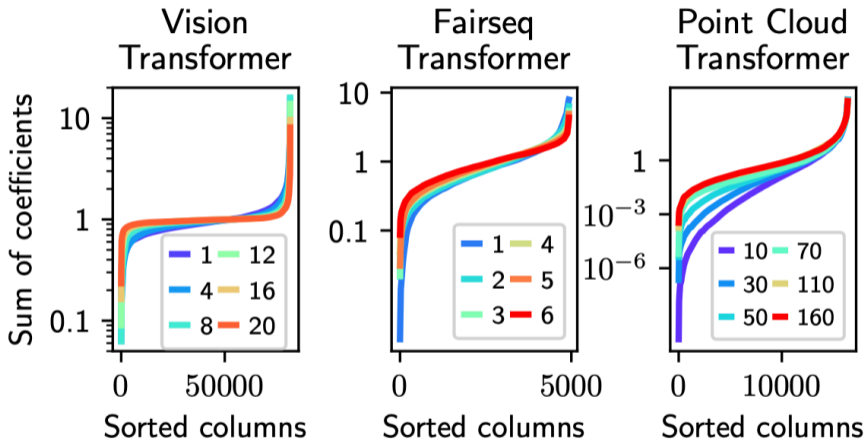 Vision
Transformer
Fairseq
Transformer
Point Cloud
Transformer
Sum of coefficients
10
1
0.1
1 12
4 16
8 20
0 50000
Sorted columns
10
1
0.1
1 4
2 5
3 6
0 5000
Sorted columns
1
10⁻³
10⁻⁶
10 70
30 110
50 160
0 10000
Sorted columns